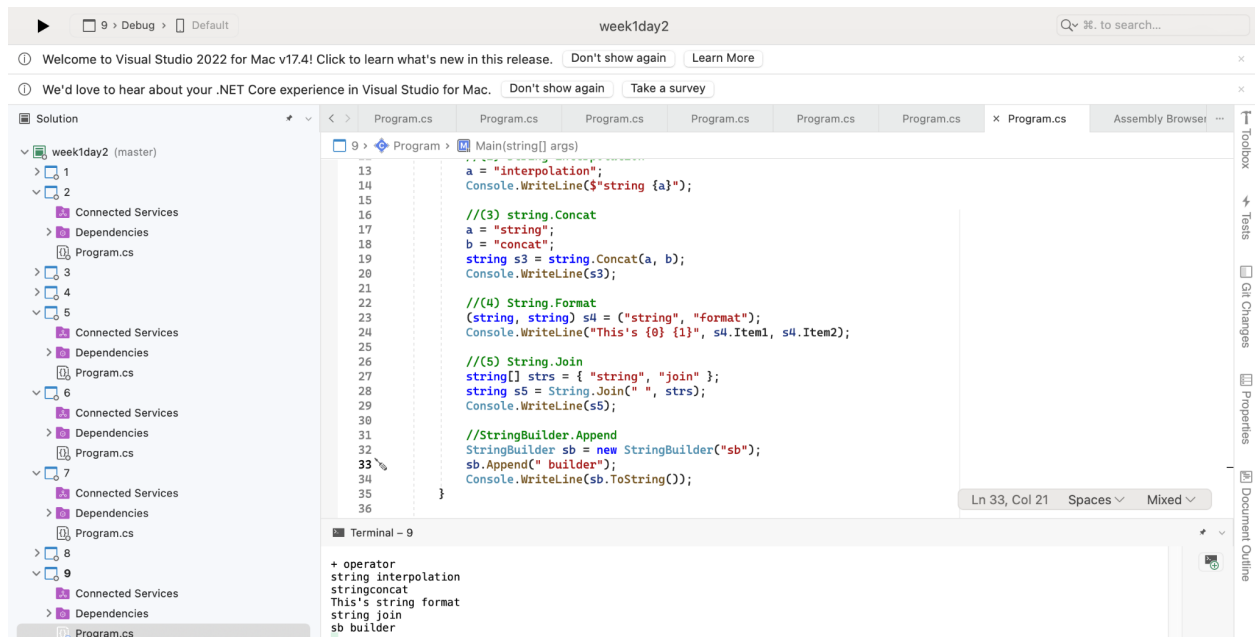 9 › Debug › Default
week1day2
⌘. to search...
Welcome to Visual Studio 2022 for Mac v17.4! Click to learn what's new in this release. Don't show again Learn More
We'd love to hear about your .NET Core experience in Visual Studio for Mac. Don't show again Take a survey
Solution
week1day2 (master)
1
2
Connected Services
Dependencies
Program.cs
3
4
5
Connected Services
Dependencies
Program.cs
6
Connected Services
Dependencies
Program.cs
7
Connected Services
Dependencies
Program.cs
8
9
Connected Services
Dependencies
Program.cs
Program.cs Program.cs Program.cs Program.cs Program.cs Program.cs × Program.cs Assembly Browser ...
9 › Program › M Main(string[] args)
13 a = "interpolation";
14 Console.WriteLine($"string {a}");
15
16 //(3) string.Concat
17 a = "string";
18 b = "concat";
19 string s3 = string.Concat(a, b);
20 Console.WriteLine(s3);
21
22 //(4) String.Format
23 (string, string) s4 = ("string", "format");
24 Console.WriteLine("This's {0} {1}", s4.Item1, s4.Item2);
25
26 //(5) String.Join
27 string[] strs = { "string", "join" };
28 string s5 = String.Join(" ", strs);
29 Console.WriteLine(s5);
30
31 //StringBuilder.Append
32 StringBuilder sb = new StringBuilder("sb");
33 sb.Append(" builder");
34 Console.WriteLine(sb.ToString());
35 }
36
Ln 33, Col 21 Spaces Mixed
Terminal – 9
+ operator
string interpolation
stringconcat
This's string format
string join
sb builder
Toolbox
Tests
Git Changes
Properties
Document Outline